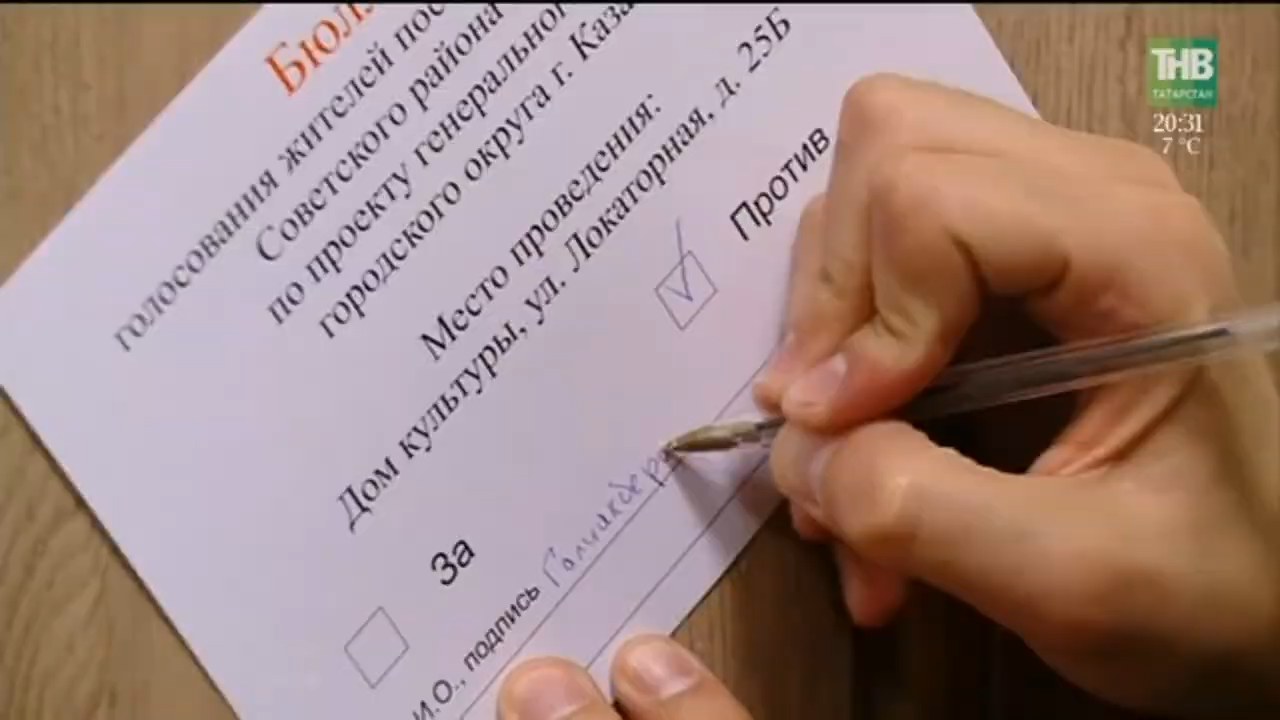 Бюл
голосования жителей пос
Советского района
по проекту генерального
городского округа г. Каза
Место проведения:
Дом культуры, ул. Локаторная, д. 25Б
За
Против
И.О., подпись
ТНВ
ТАТАРСТАН
20:31
7 °C